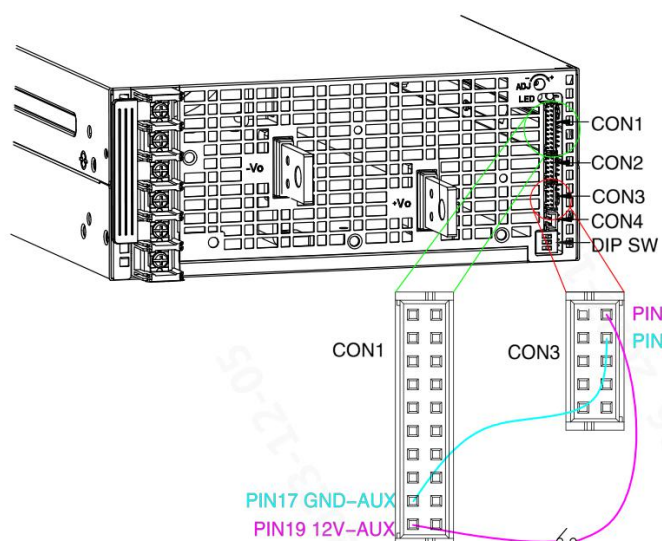 - +
ADJ
LED
CON1
CON2
-Vo
CON3
+Vo
CON4
DIP SW
PIN
CON1
CON3
PIN
PIN17 GND-AUX
PIN19 12V-AUX